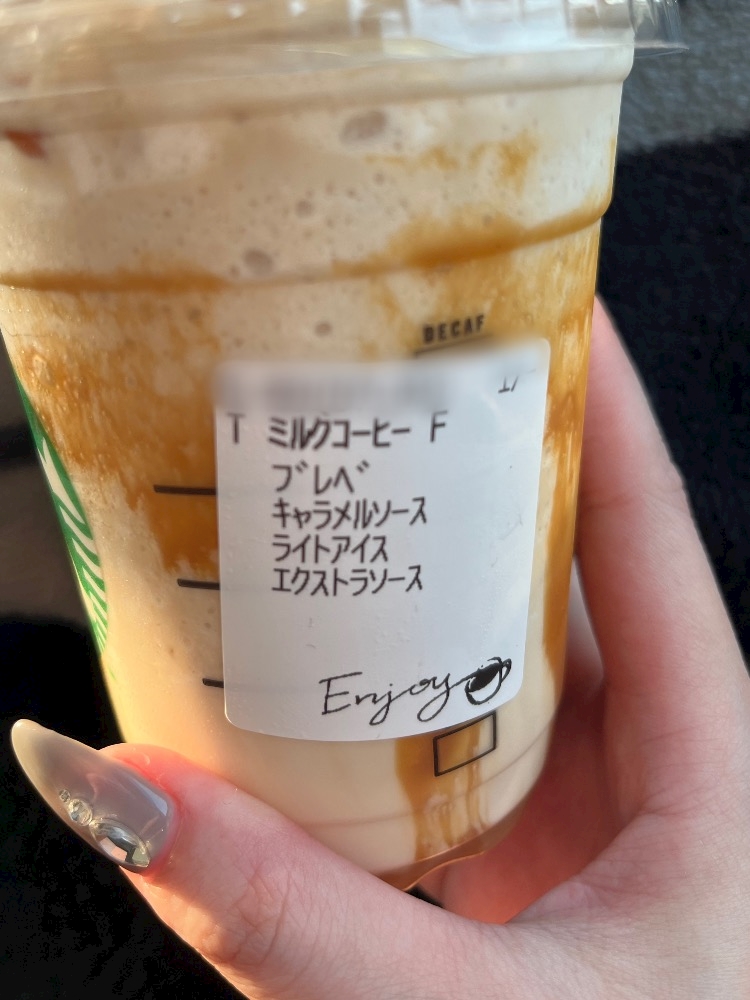 DECAF
T ミルクコーヒー F
ブレベ
キャラメルソース
ライトアイス
エクストラソース
Enjoy